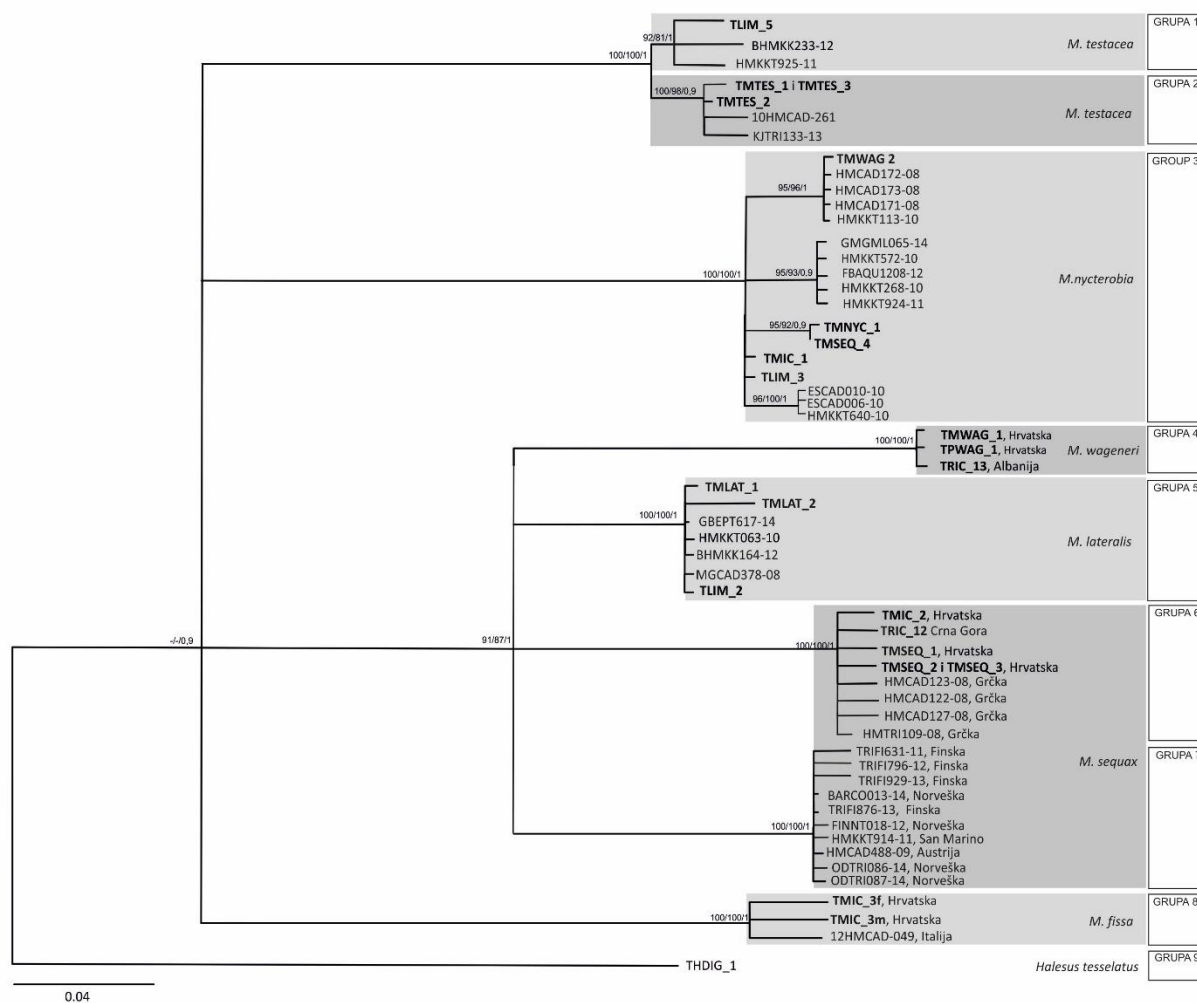 GRUPA 1
TLIM_5
92/81/1
BHMKK233-12
M. testacea
100/100/1
HMKKT925-11
GRUPA 2
TMTES_1 i TMTES_3
100/98/0,9
TMTES_2
10HMCAD-261
M. testacea
KJTRI133-13
GROUP 3
TMWAG 2
HMCAD172-08
95/96/1
HMCAD173-08
HMCAD171-08
HMKKT113-10
GMGML065-14
HMKKT572-10
100/100/1
95/93/0,9
FBAQU1208-12
M.nycterobia
HMKKT268-10
HMKKT924-11
95/92/0,9
TMNYC_1
TMSEQ_4
TMIC_1
TLIM_3
ESCAD010-10
96/100/1
ESCAD006-10
HMKKT640-10
GRUPA 4
100/100/1
TMWAG_1, Hrvatska
TPWAG_1, Hrvatska
M. wageneri
TRIC_13, Albanija
GRUPA 5
TMLAT_1
TMLAT_2
100/100/1
GBEPT617-14
HMKKT063-10
M. lateralis
BHMKK164-12
MGCAD378-08
TLIM_2
GRUPA 6
TMIC_2, Hrvatska
TRIC_12 Crna Gora
-/-/0,9
91/87/1
100/100/1
TMSEQ_1, Hrvatska
TMSEQ_2 i TMSEQ_3, Hrvatska
HMCAD123-08, Grčka
HMCAD122-08, Grčka
HMCAD127-08, Grčka
HMTRI109-08, Grčka
GRUPA 7
TRIFI631-11, Finska
M. sequax
TRIFI796-12, Finska
TRIFI929-13, Finska
BARCO013-14, Norveška
TRIFI876-13, Finska
FINNT018-12, Norveška
100/100/1
HMKKT914-11, San Marino
HMCAD488-09, Austrija
ODTRI086-14, Norveška
ODTRI087-14, Norveška
GRUPA 8
TMIC_3f, Hrvatska
100/100/1
TMIC_3m, Hrvatska
M. fissa
12HMCAD-049, Italija
GRUPA 9
THDIG_1
Halesus tesselatus
0.04